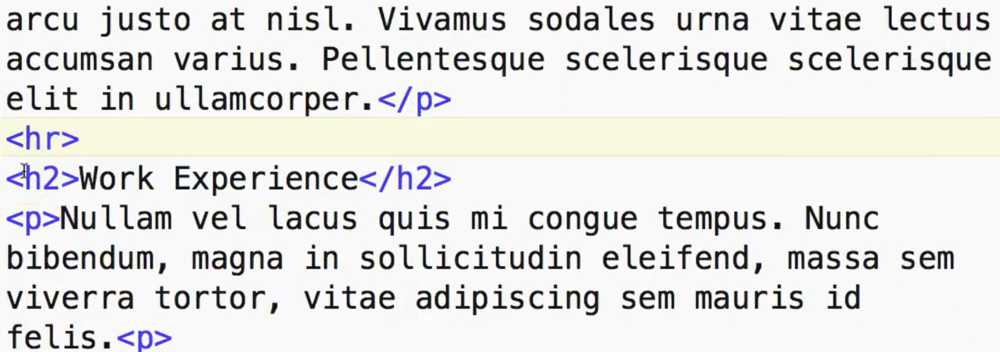 arcu justo at nisl. Vivamus sodales urna vitae lectus
accumsan varius. Pellentesque scelerisque scelerisque
elit in ullamcorper.</p>
<hr>
<h2>Work Experience</h2>
<p>Nullam vel lacus quis mi congue tempus. Nunc
bibendum, magna in sollicitudin eleifend, massa sem
viverra tortor, vitae adipiscing sem mauris id
felis.<p>